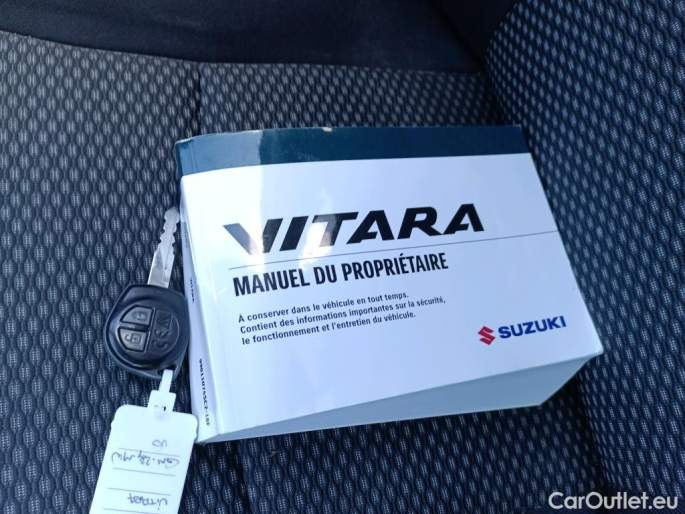 VITARA
MANUEL DU PROPRIÉTAIRE
À conserver dans le véhicule en tout temps.
Contient des informations importantes sur la sécurité,
le fonctionnement et l'entretien du véhicule.
SUZUKI
VITARA
CarOutlet.eu